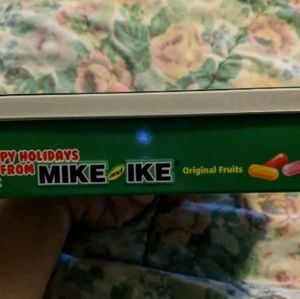 PY HOLIDAYS
FROM
MIKE and IKE
Original Fruits